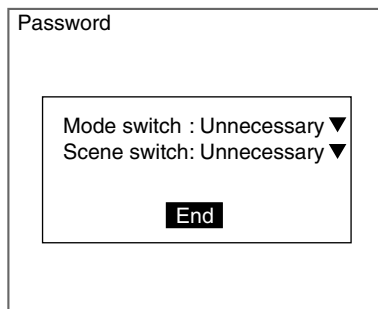 Password
Mode switch : Unnecessary ▼
Scene switch: Unnecessary ▼
End